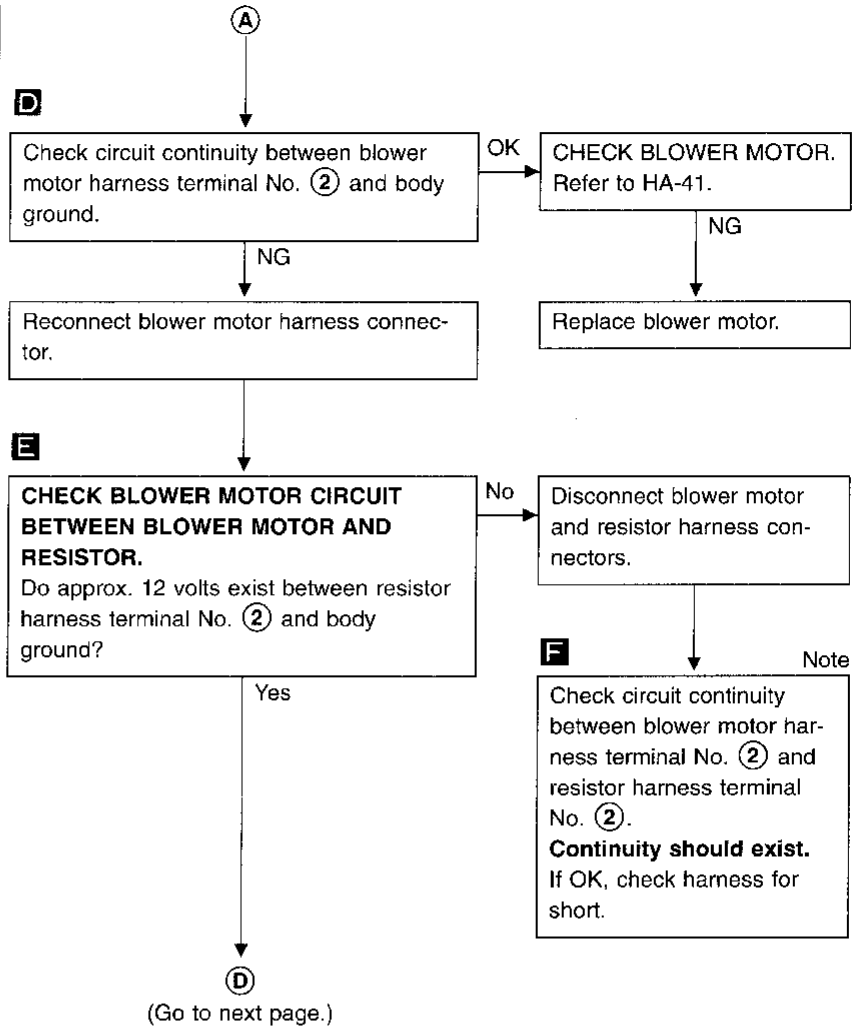 A
D
Check circuit continuity between blower
motor harness terminal No. ② and body
ground.
OK
CHECK BLOWER MOTOR.
Refer to HA-41.
NG
NG
Reconnect blower motor harness connec-
tor.
Replace blower motor.
E
CHECK BLOWER MOTOR CIRCUIT
BETWEEN BLOWER MOTOR AND
RESISTOR.
Do approx. 12 volts exist between resistor
harness terminal No. ② and body
ground?
No
Disconnect blower motor
and resistor harness con-
nectors.
Yes
F
Note
Check circuit continuity
between blower motor har-
ness terminal No. ② and
resistor harness terminal
No. ②.
Continuity should exist.
If OK, check harness for
short.
D
(Go to next page.)